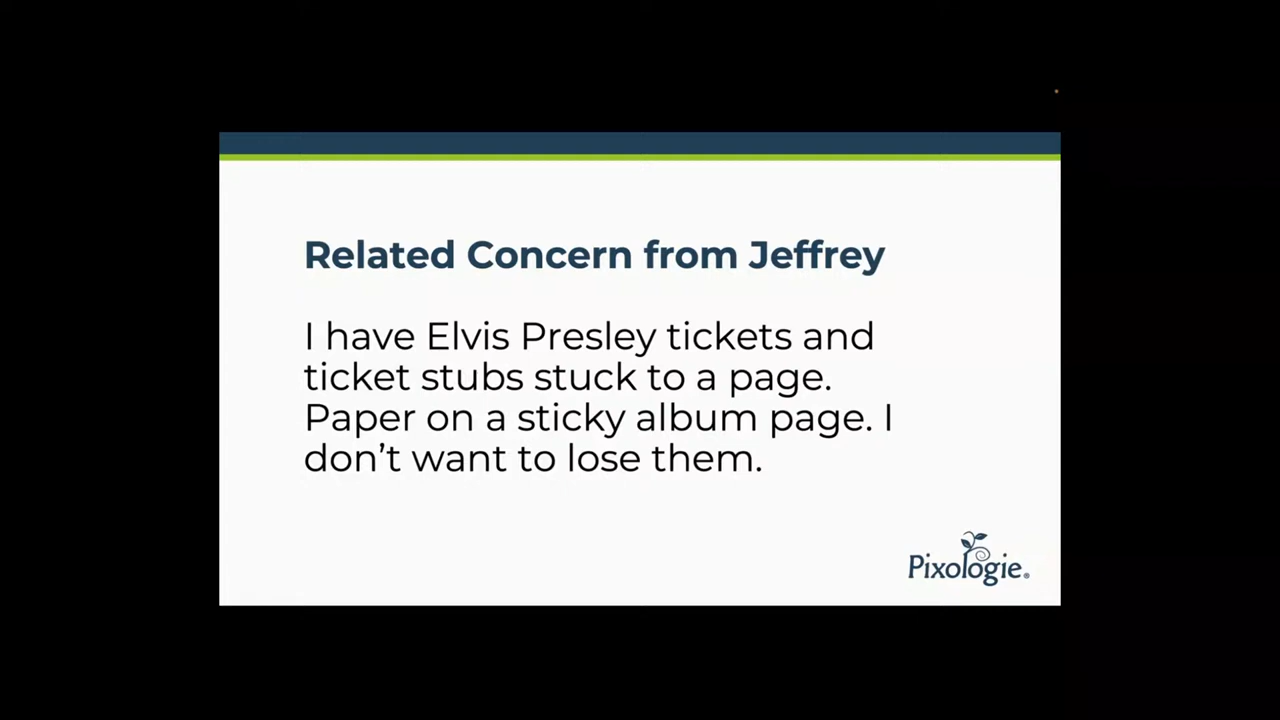 Related Concern from Jeffrey
I have Elvis Presley tickets and
ticket stubs stuck to a page.
Paper on a sticky album page. I
don’t want to lose them.
Pixologie®